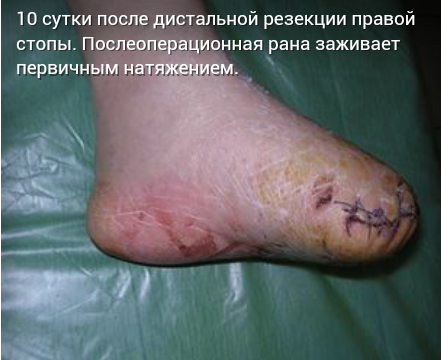 10 сутки после дистальной резекции правой
стопы. Послеоперационная рана заживает
первичным натяжением.